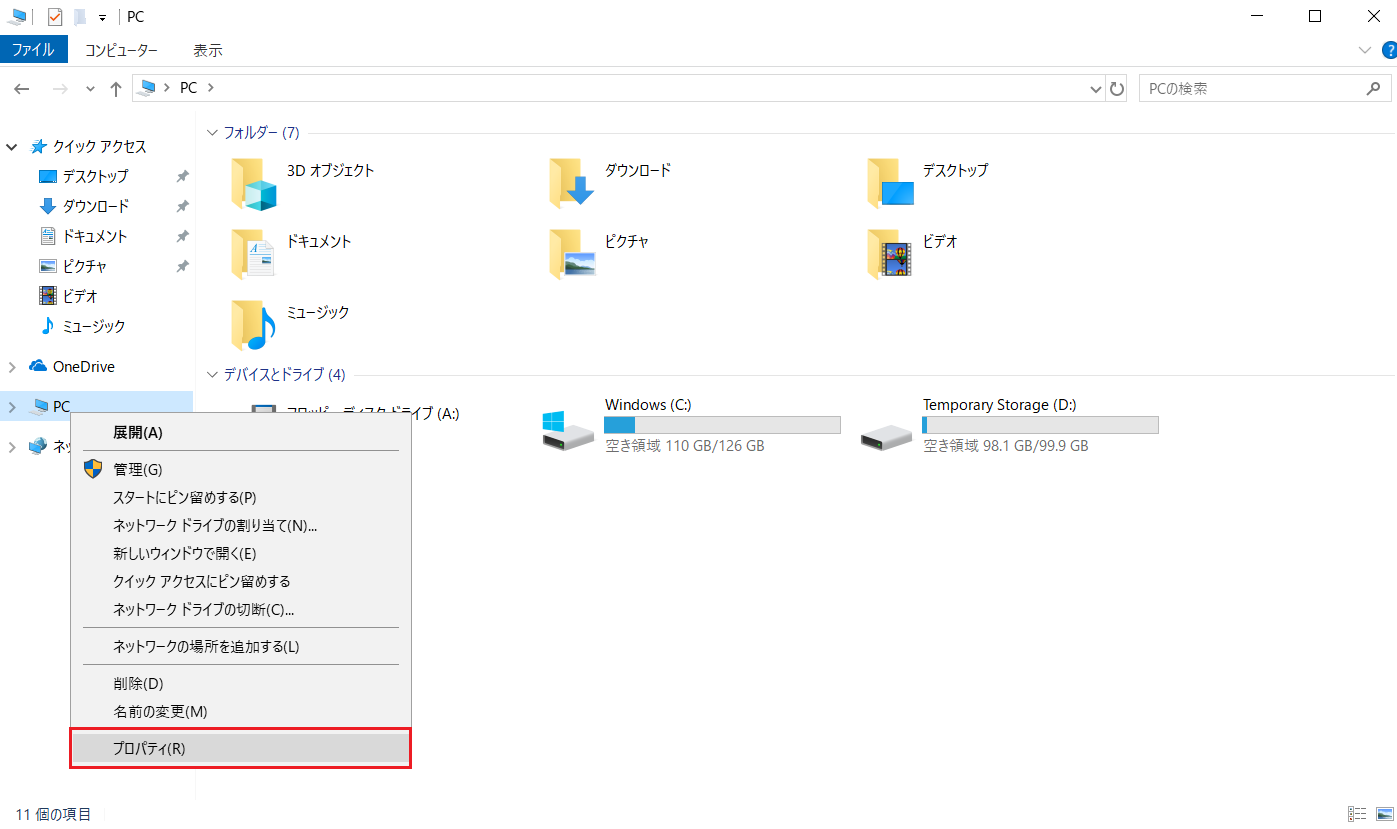 PC
ファイル
コンピューター
表示
?
PC
PCの検索
クイック アクセス
デスクトップ
ダウンロード
ドキュメント
ピクチャ
ビデオ
ミュージック
OneDrive
PC
ネッ
フォルダー (7)
3D オブジェクト
ダウンロード
デスクトップ
ドキュメント
ピクチャ
ビデオ
ミュージック
デバイスとドライブ (4)
フロッピー ディスク ドライブ (A:)
Windows (C:)
空き領域 110 GB/126 GB
Temporary Storage (D:)
空き領域 98.1 GB/99.9 GB
展開(A)
管理(G)
スタートにピン留めする(P)
ネットワーク ドライブの割り当て(N)...
新しいウィンドウで開く(E)
クイック アクセスにピン留めする
ネットワーク ドライブの切断(C)...
ネットワークの場所を追加する(L)
削除(D)
名前の変更(M)
プロパティ(R)
11 個の項目